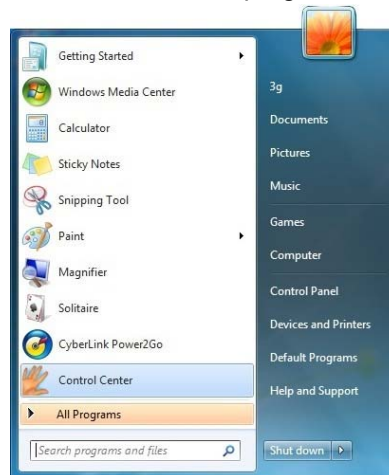 Getting Started
Windows Media Center
Calculator
Sticky Notes
Snipping Tool
Paint
Magnifier
Solitaire
CyberLink Power2Go
Control Center
All Programs
Search programs and files
3g
Documents
Pictures
Music
Games
Computer
Control Panel
Devices and Printers
Default Programs
Help and Support
Shut down